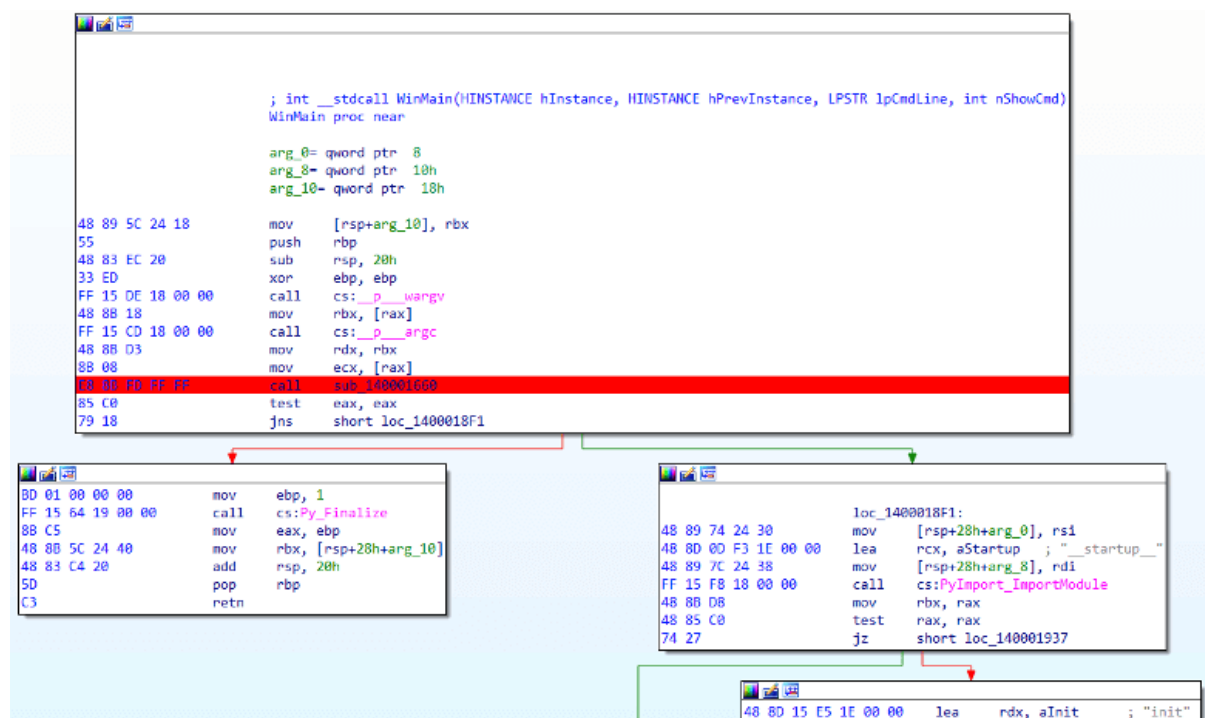 ; int __stdcall WinMain(HINSTANCE hInstance, HINSTANCE hPrevInstance, LPSTR lpCmdLine, int nShowCmd)
WinMain proc near
arg_0= qword ptr 8
arg_8= qword ptr 10h
arg_10= qword ptr 18h
48 89 5C 24 18 mov [rsp+arg_10], rbx
55 push rbp
48 83 EC 20 sub rsp, 20h
33 ED xor ebp, ebp
FF 15 DE 18 00 00 call cs:__p___wargv
48 8B 18 mov rbx, [rax]
FF 15 CD 18 00 00 call cs:__p___argc
48 8B D3 mov rdx, rbx
8B 08 mov ecx, [rax]
E8 8B FD FF FF call sub_140001660
85 C0 test eax, eax
79 18 jns short loc_1400018F1
BD 01 00 00 00 mov ebp, 1
FF 15 64 19 00 00 call cs:Py_Finalize
8B C5 mov eax, ebp
48 8B 5C 24 40 mov rbx, [rsp+28h+arg_10]
48 83 C4 20 add rsp, 20h
5D pop rbp
C3 retn
loc_1400018F1:
48 89 74 24 30 mov [rsp+28h+arg_0], rsi
48 8D 0D F3 1E 00 00 lea rcx, aStartup ; "__startup__"
48 89 7C 24 38 mov [rsp+28h+arg_8], rdi
FF 15 F8 18 00 00 call cs:PyImport_ImportModule
48 8B D8 mov rbx, rax
48 85 C0 test rax, rax
74 27 jz short loc_140001937
48 8D 15 E5 1E 00 00 lea rdx, aInit ; "init"